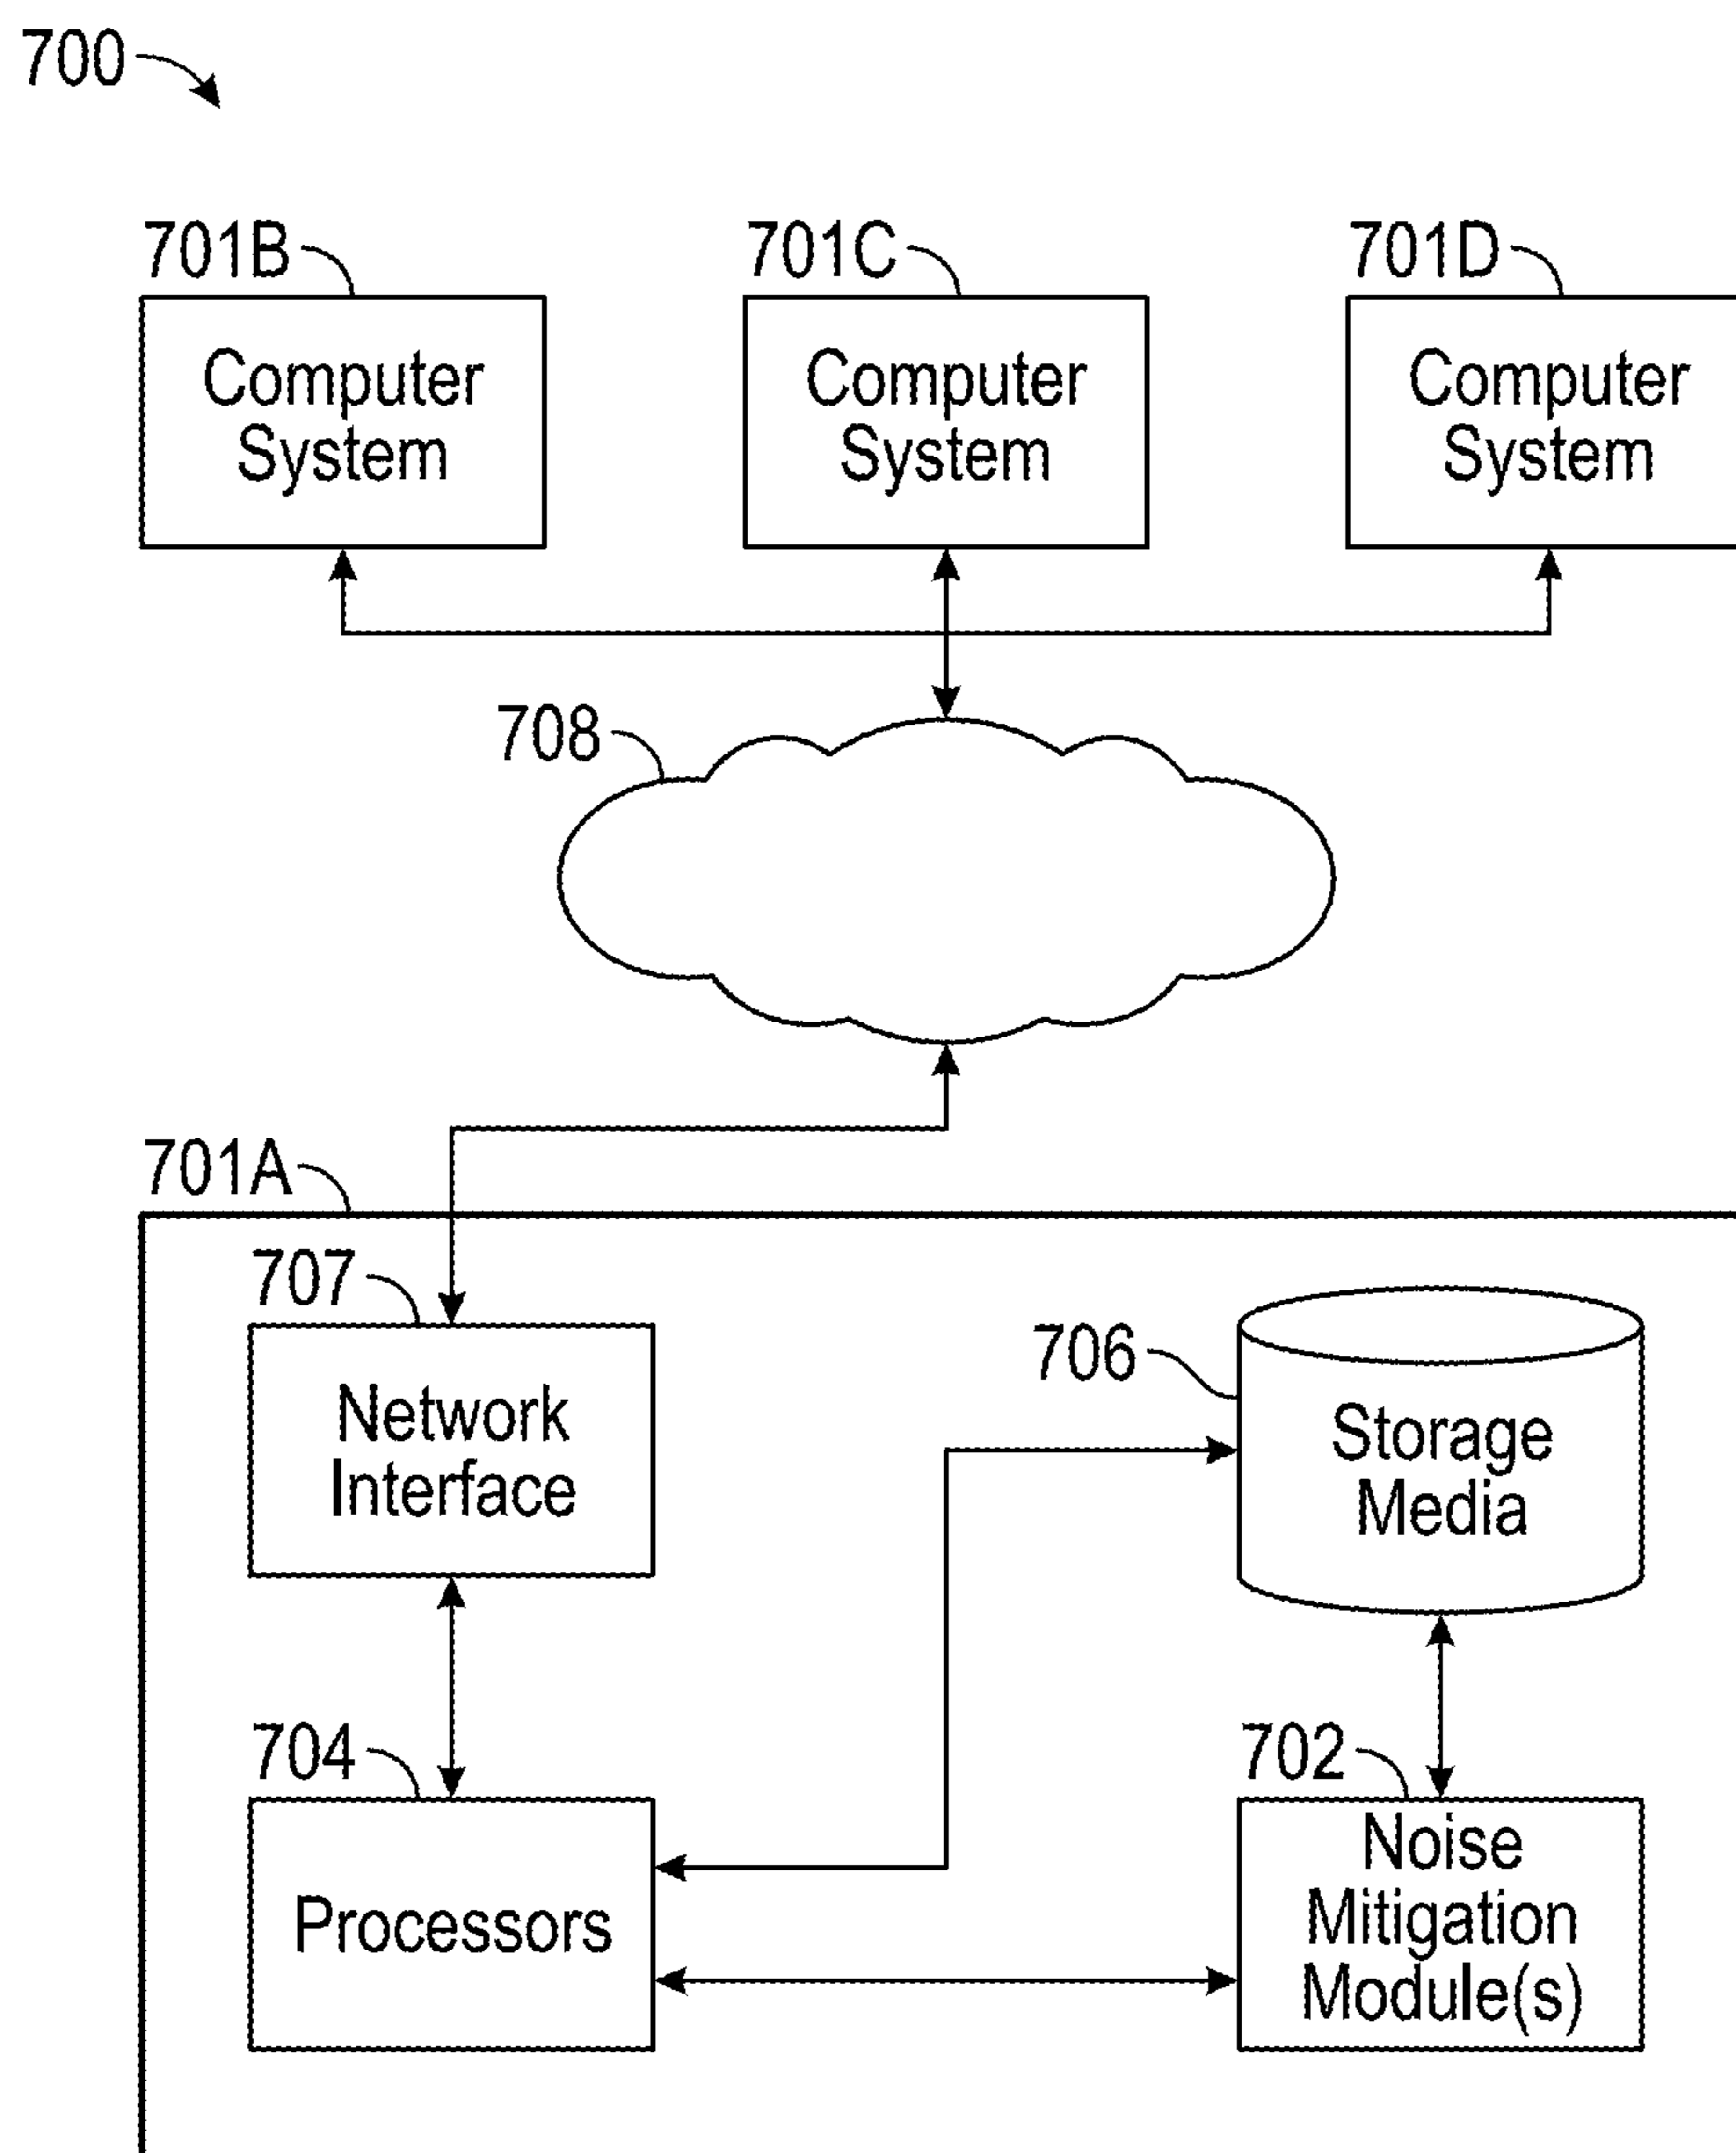 700
701B
701C
701D
Computer
System
Computer
System
Computer
System
708
701A
707
Network
Interface
706
Storage
Media
704
Processors
702
Noise
Mitigation
Module(s)